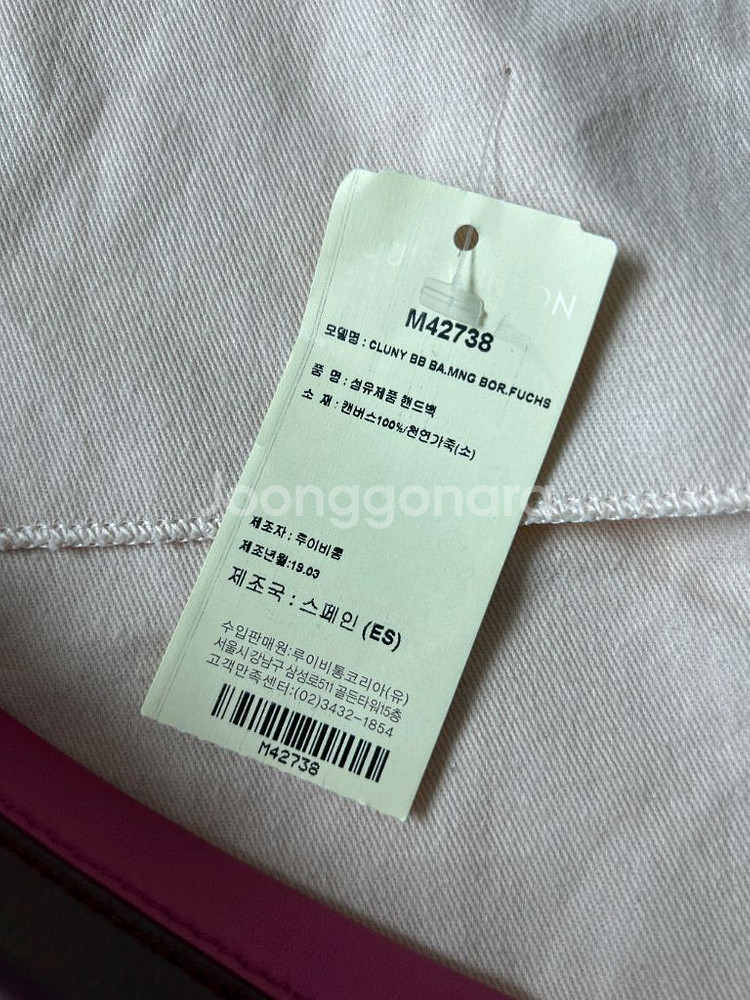 M42738
모델명 : CLUNY BB BA.MNG BOR.FUCHS
품 명 : 섬유제품 핸드백
소 재 : 캔버스100%/천연가죽(소)
Joonggonara
제조자 : 루이비통
제조년월:19.03
제조국 : 스페인 (ES)
수입판매원:루이비통코리아(유)
서울시 강남구 삼성로511 골든타워15층
고객만족센터:(02)3432-1854
M42738